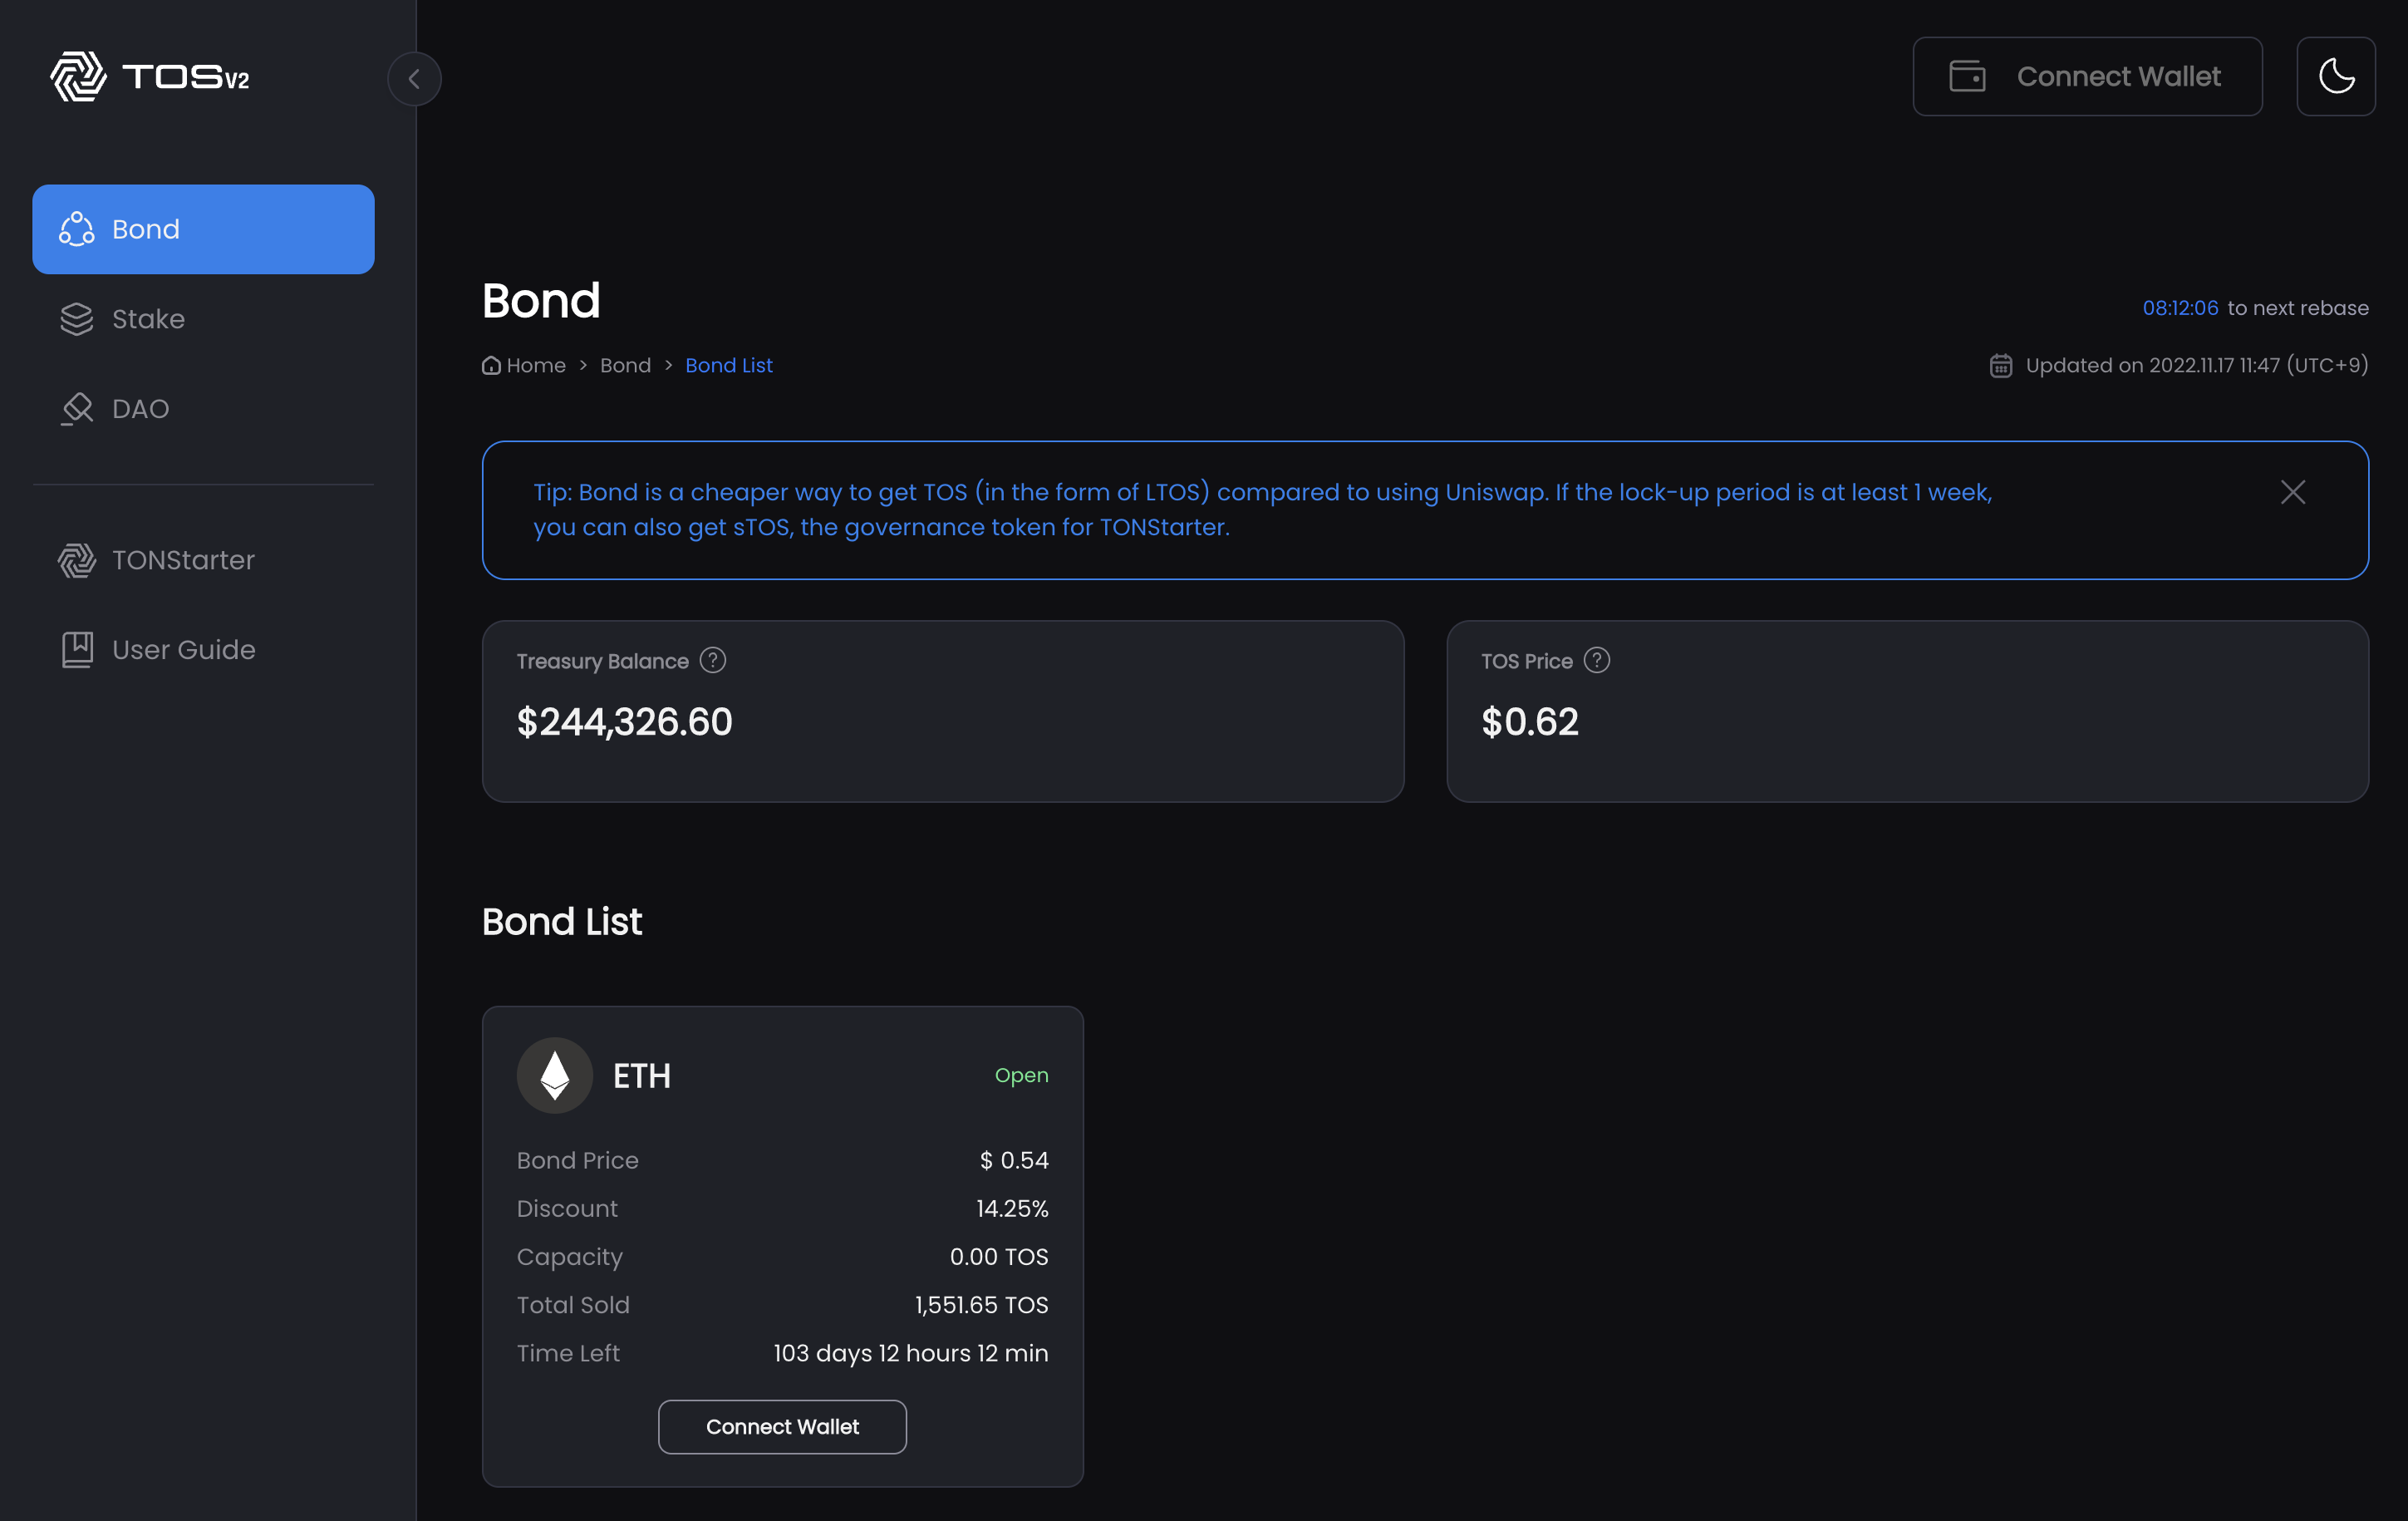 TOSV2
Connect Wallet
Bond
Stake
DAO
TONStarter
User Guide
Bond
08:12:06 to next rebase
Home > Bond > Bond List
Updated on 2022.11.17 11:47 (UTC+9)
Tip: Bond is a cheaper way to get TOS (in the form of LTOS) compared to using Uniswap. If the lock-up period is at least 1 week,
you can also get sTOS, the governance token for TONStarter.
Treasury Balance ?
$244,326.60
TOS Price ?
$0.62
Bond List
ETH
Open
Bond Price $ 0.54
Discount 14.25%
Capacity 0.00 TOS
Total Sold 1,551.65 TOS
Time Left 103 days 12 hours 12 min
Connect Wallet